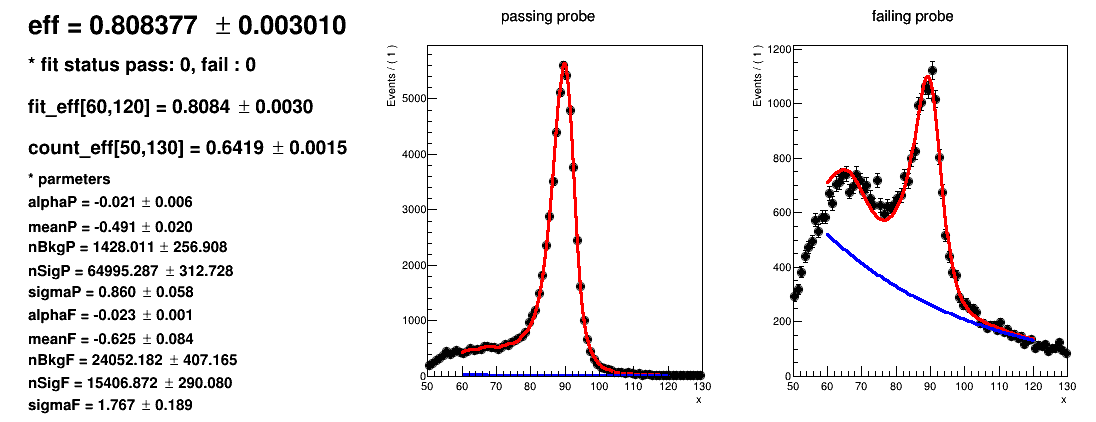 eff = 0.808377 ± 0.003010
* fit status pass: 0, fail : 0
fit_eff[60,120] = 0.8084 ± 0.0030
count_eff[50,130] = 0.6419 ± 0.0015
* parmeters
alphaP = -0.021 ± 0.006
meanP = -0.491 ± 0.020
nBkgP = 1428.011 ± 256.908
nSigP = 64995.287 ± 312.728
sigmaP = 0.860 ± 0.058
alphaF = -0.023 ± 0.001
meanF = -0.625 ± 0.084
nBkgF = 24052.182 ± 407.165
nSigF = 15406.872 ± 290.080
sigmaF = 1.767 ± 0.189
passing probe
Events / ( 1 )
5000
4000
3000
2000
1000
0
50 60 70 80 90 100 110 120 130
x
failing probe
Events / ( 1 )
1200
1000
800
600
400
200
0
50 60 70 80 90 100 110 120 130
x